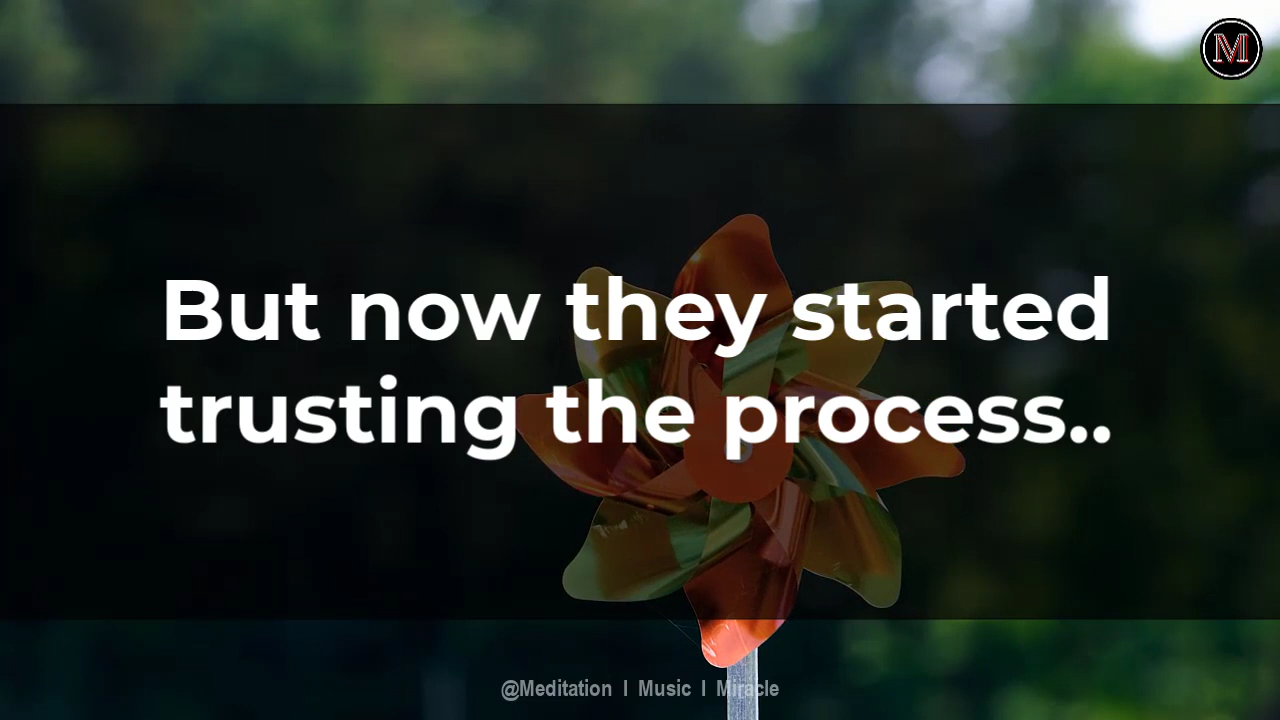 M
But now they started
trusting the process..
@Meditation I Music I Miracle